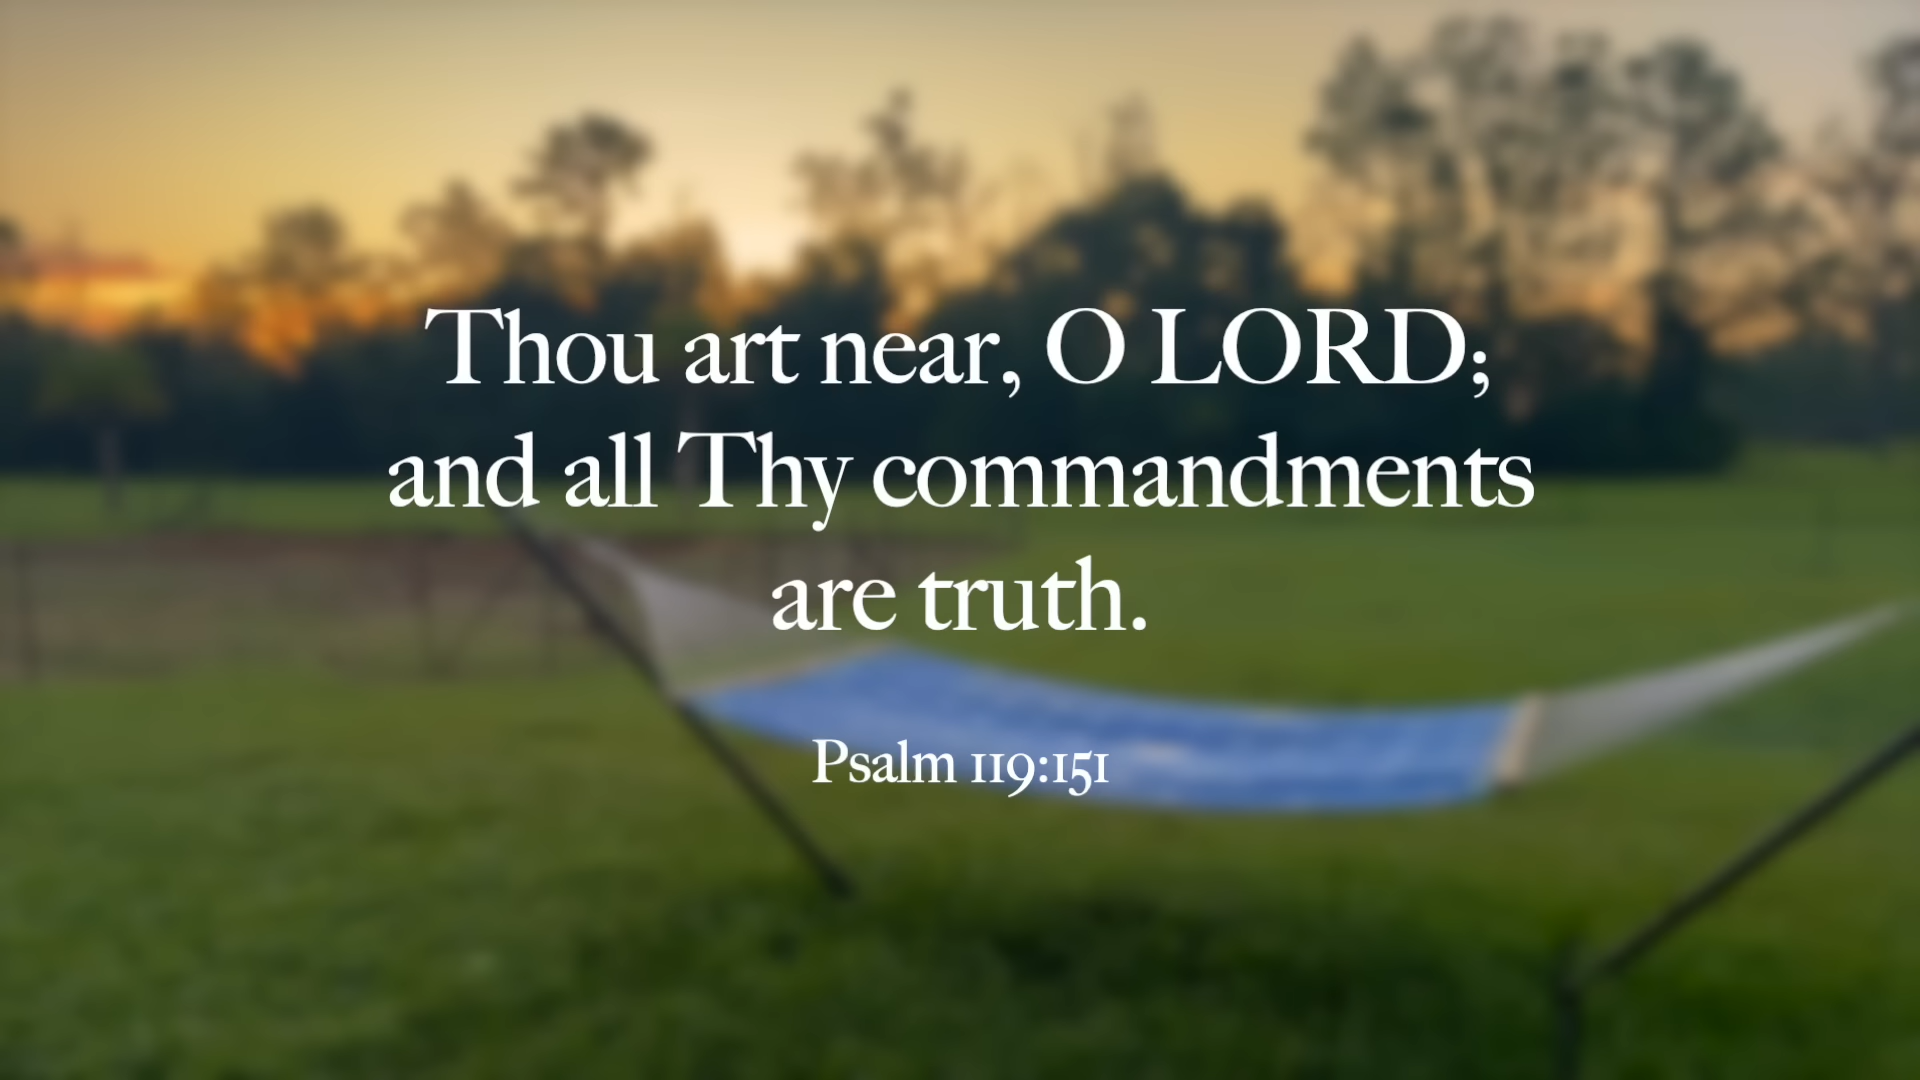 Thou art near, O LORD;
and all Thy commandments
are truth.
Psalm 119:151